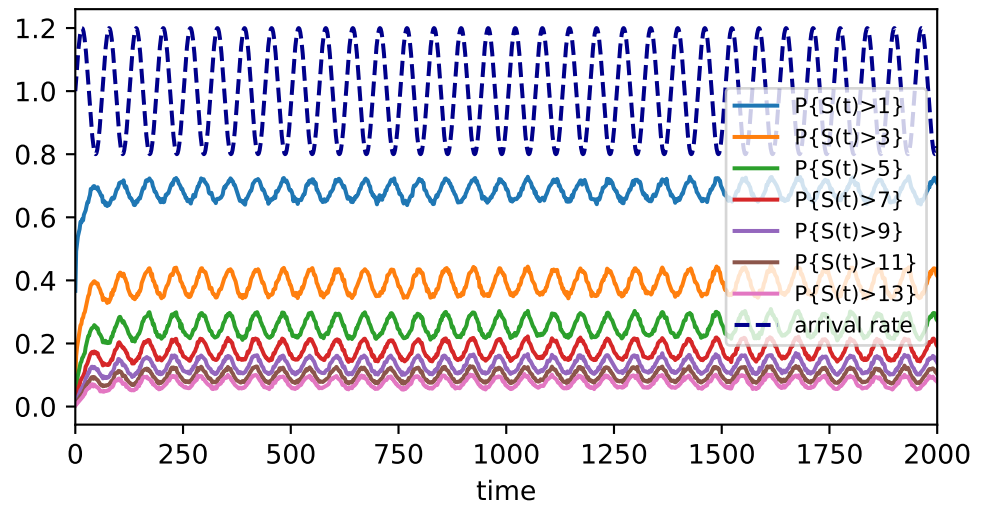 1.2
1.0
0.8
0.6
0.4
0.2
0.0
P{S(t)>1}
P{S(t)>3}
P{S(t)>5}
P{S(t)>7}
P{S(t)>9}
P{S(t)>11}
P{S(t)>13}
arrival rate
0 250 500 750 1000 1250 1500 1750 2000
time